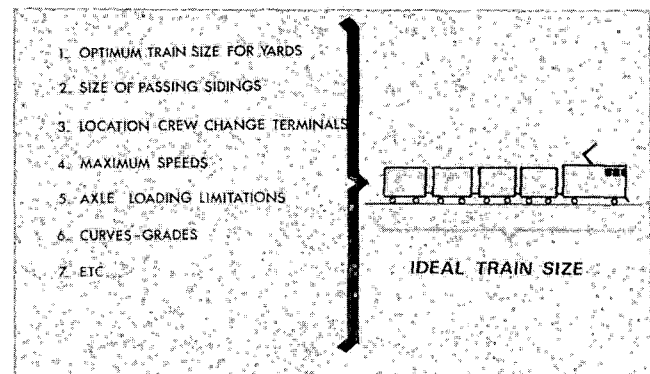 1. OPTIMUM TRAIN SIZE FOR YARDS
2. SIZE OF PASSING SIDINGS
3. LOCATION CREW CHANGE TERMINALS
4. MAXIMUM SPEEDS
5. AXLE LOADING LIMITATIONS
6. CURVES-GRADES
7. ETC
IDEAL TRAIN SIZE